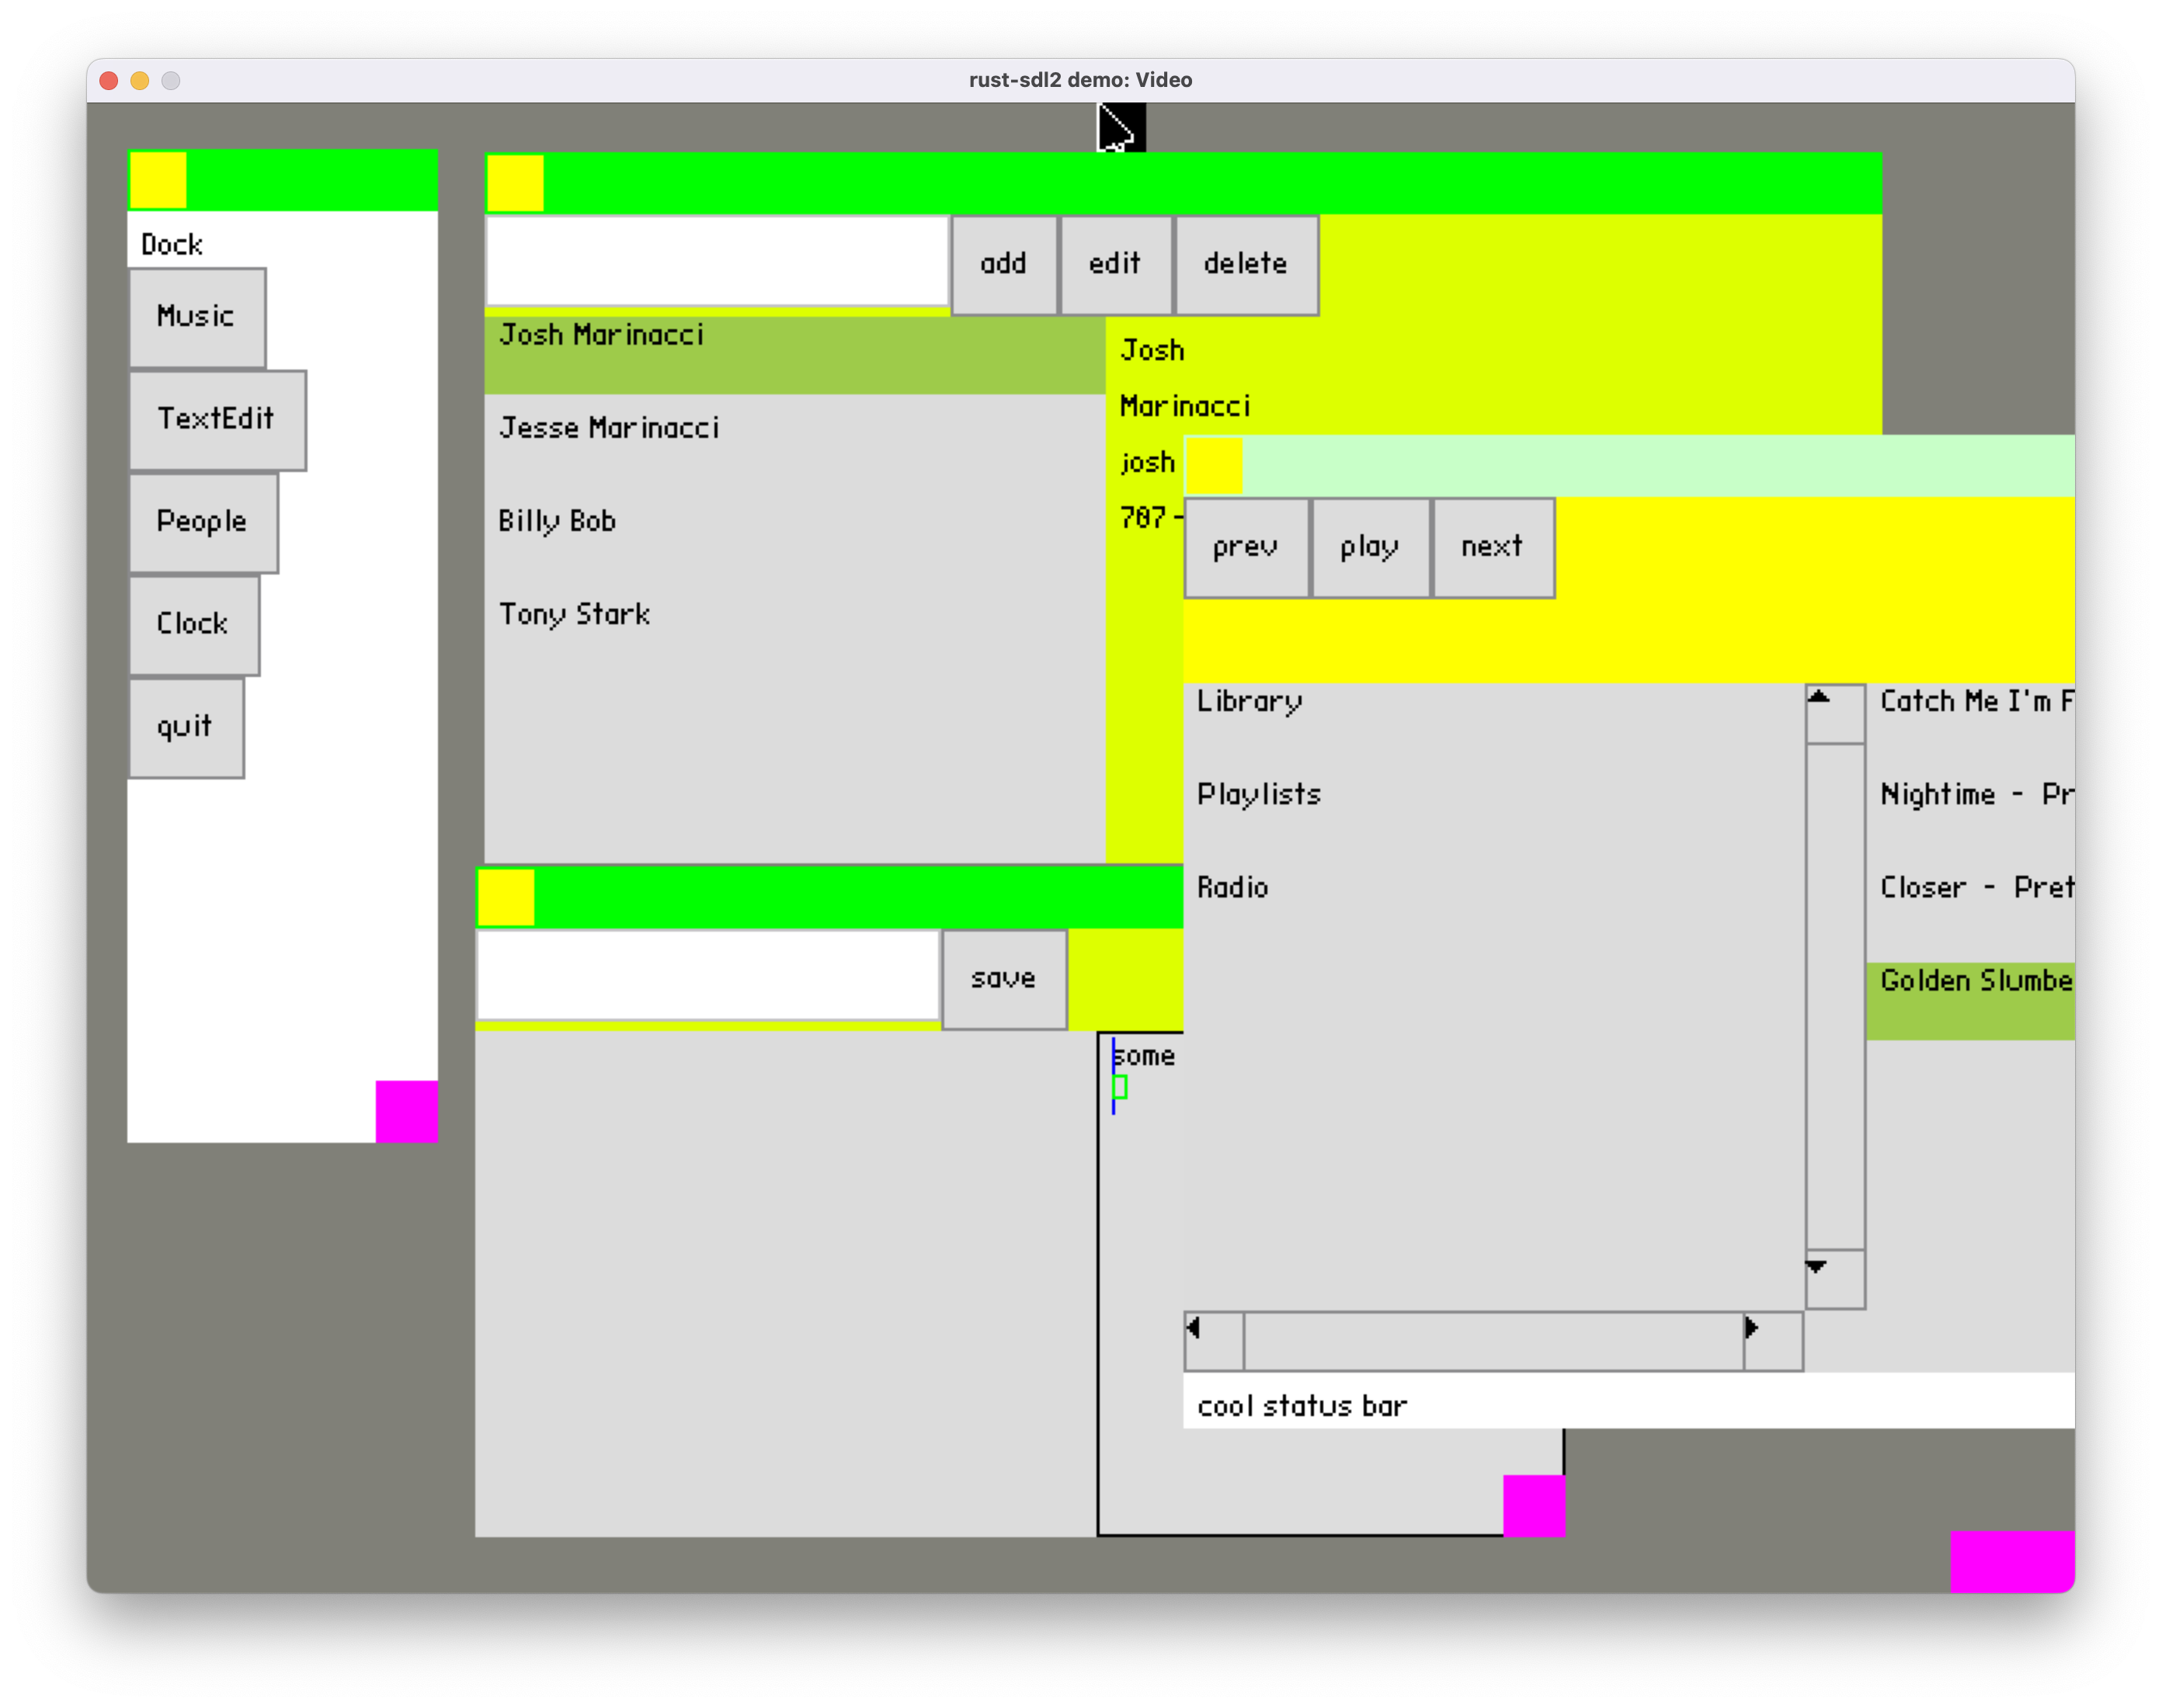 rust-sdl2 demo: Video
Dock
Music
TextEdit
People
Clock
quit
add edit delete
Josh Marinacci
Jesse Marinacci
Billy Bob
Tony Stark
Josh
Marinacci
josh
707 -
save
some
prev play next
Library
Playlists
Radio
Catch Me I'm F
Nightime - Pr
Closer - Pret
Golden Slumbe
cool status bar